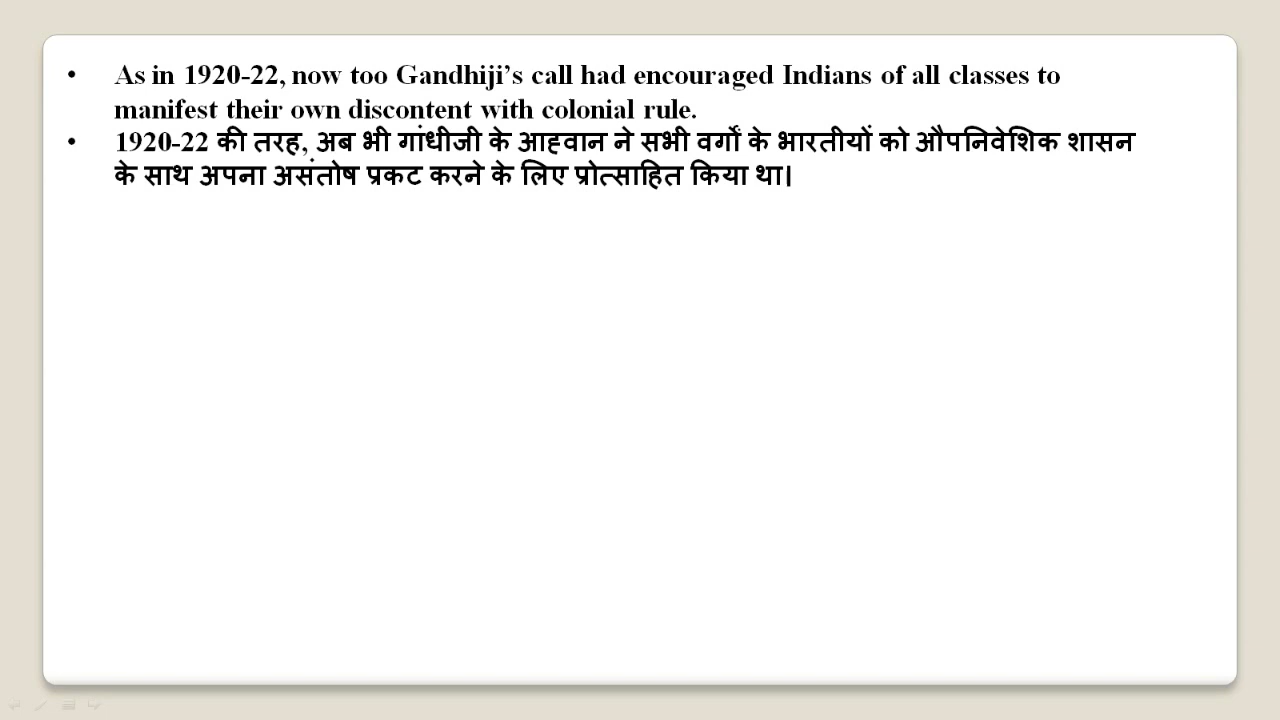 • As in 1920-22, now too Gandhiji’s call had encouraged Indians of all classes to
manifest their own discontent with colonial rule.
• 1920-22 की तरह, अब भी गांधीजी के आह्वान ने सभी वर्गों के भारतीयों को औपनिवेशिक शासन
के साथ अपना असंतोष प्रकट करने के लिए प्रोत्साहित किया था।